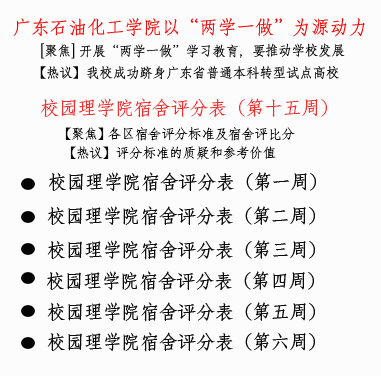 广东石油化工学院以“两学一做”为源动力
[聚焦]开展“两学一做”学习教育，要推动学校发展
【热议】我校成功跻身广东省普通本科转型试点高校
校园理学院宿舍评分表（第十五周）
【聚焦】各区宿舍评分标准及宿舍评比分
【热议】评分标准的质疑和参考价值
● 校园理学院宿舍评分表（第一周）
● 校园理学院宿舍评分表（第二周）
● 校园理学院宿舍评分表（第三周）
● 校园理学院宿舍评分表（第四周）
● 校园理学院宿舍评分表（第五周）
● 校园理学院宿舍评分表（第六周）